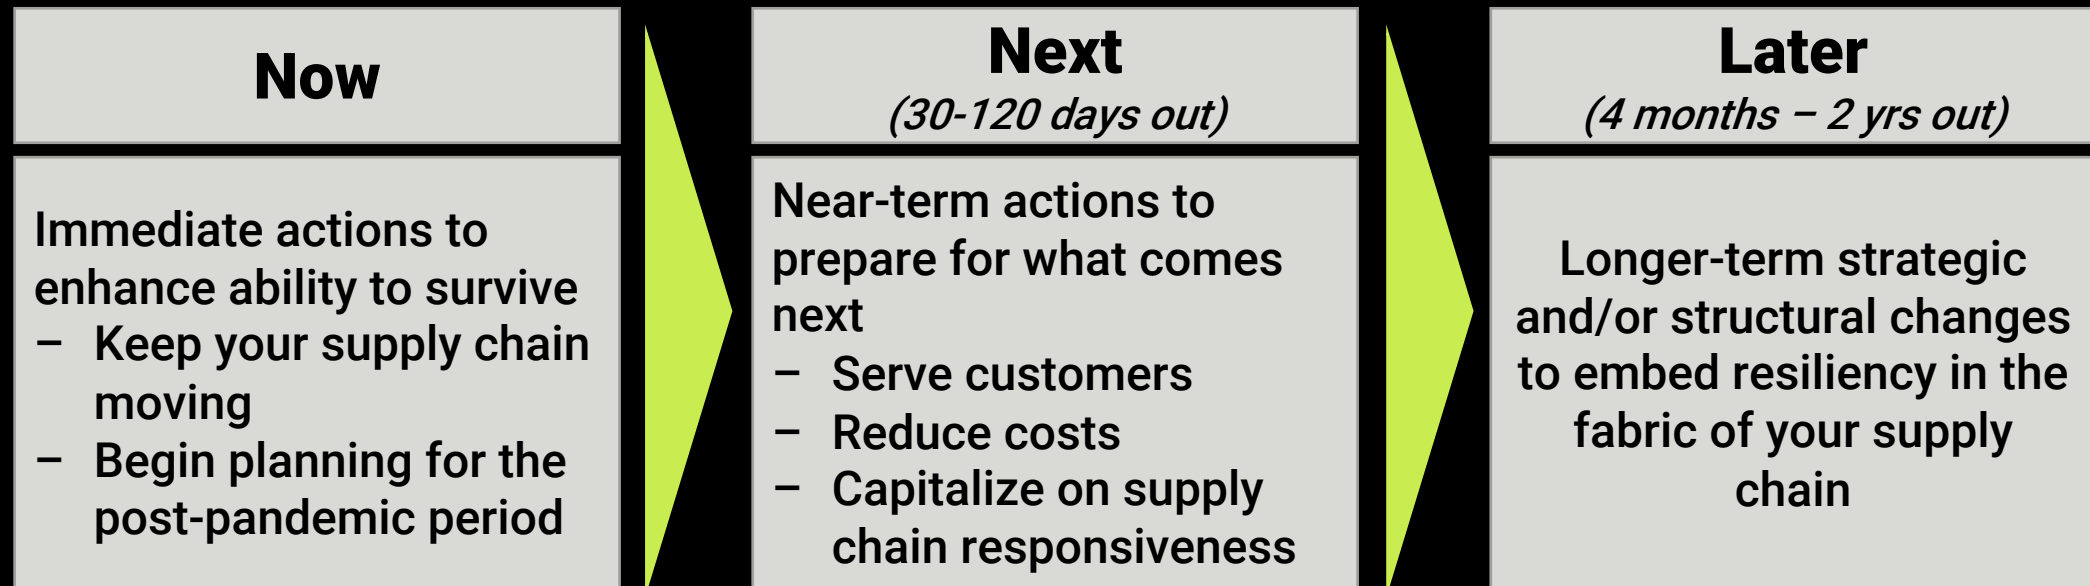 Now
Immediate actions to
enhance ability to survive
– Keep your supply chain
moving
– Begin planning for the
post-pandemic period
Next
(30-120 days out)
Near-term actions to
prepare for what comes
next
– Serve customers
– Reduce costs
– Capitalize on supply
chain responsiveness
Later
(4 months – 2 yrs out)
Longer-term strategic
and/or structural changes
to embed resiliency in the
fabric of your supply
chain